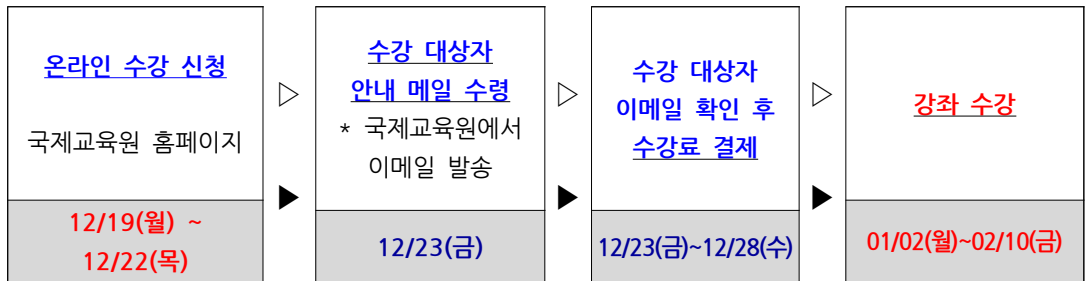 온라인 수강 신청
국제교육원 홈페이지
12/19(월) ~
12/22(목)
▷
▶
수강 대상자
안내 메일 수령
* 국제교육원에서
이메일 발송
12/23(금)
▷
▶
수강 대상자
이메일 확인 후
수강료 결제
12/23(금)~12/28(수)
▷
▶
강좌 수강
01/02(월)~02/10(금)